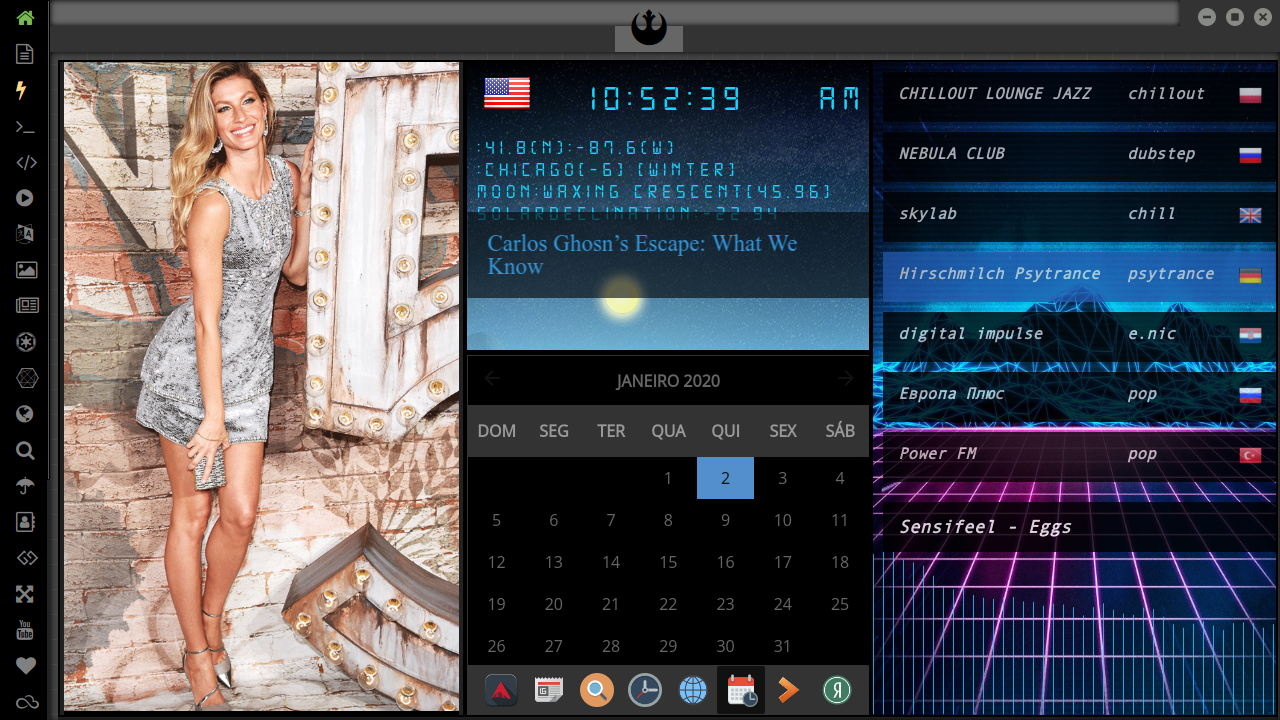 10:52:39 AM
:41.8(N):-87.6(W)
:CHICAGO(-6) (WINTER)
MOON:WAXING CRESCENT(45.96)
SOLARDECLINATION:-22.94
Carlos Ghosn’s Escape: What We
Know
JANEIRO 2020
DOM SEG TER QUA QUI SEX SÁB
1 2 3 4
5 6 7 8 9 10 11
12 13 14 15 16 17 18
19 20 21 22 23 24 25
26 27 28 29 30 31
CHILLOUT LOUNGE JAZZ chillout
NEBULA CLUB dubstep
skylab chill
Hirschmilch Psytrance psytrance
digital impulse e.nic
Европа Плюс pop
Power FM pop
Sensifeel - Eggs
You
Tube
Я